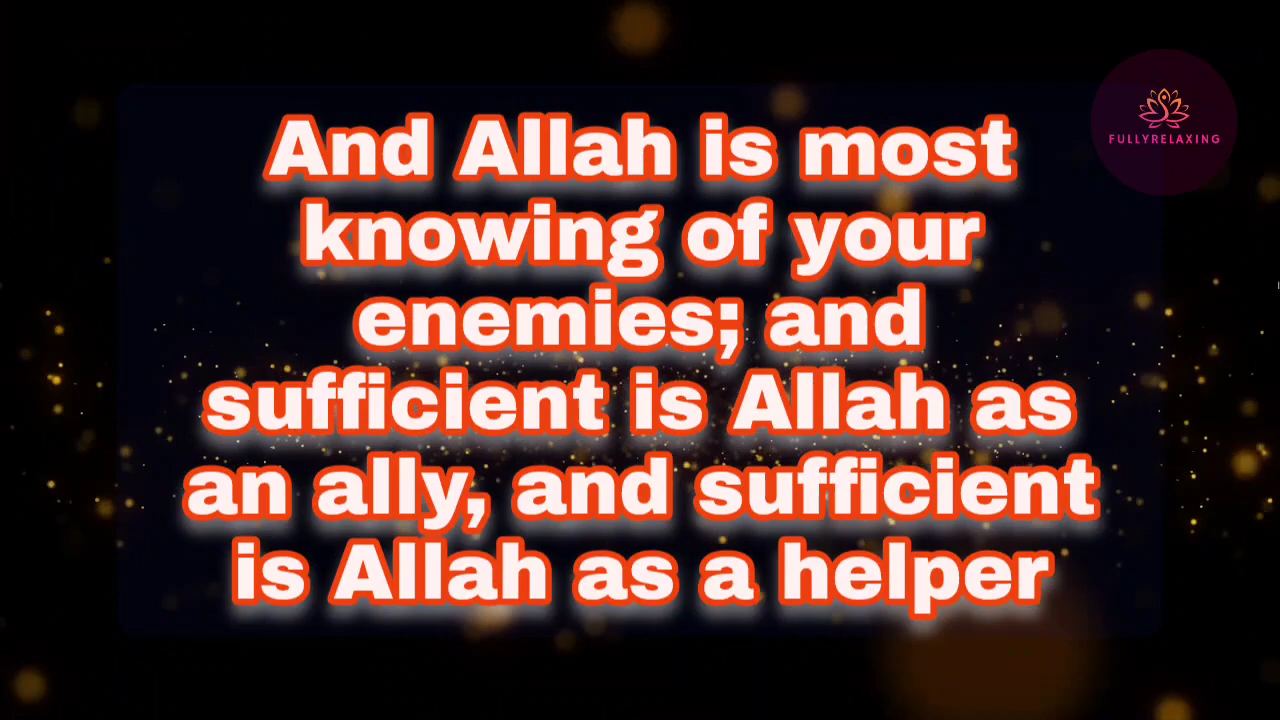 And Allah is most
knowing of your
enemies; and
sufficient is Allah as
an ally, and sufficient
is Allah as a helper
FULLYRELAXING